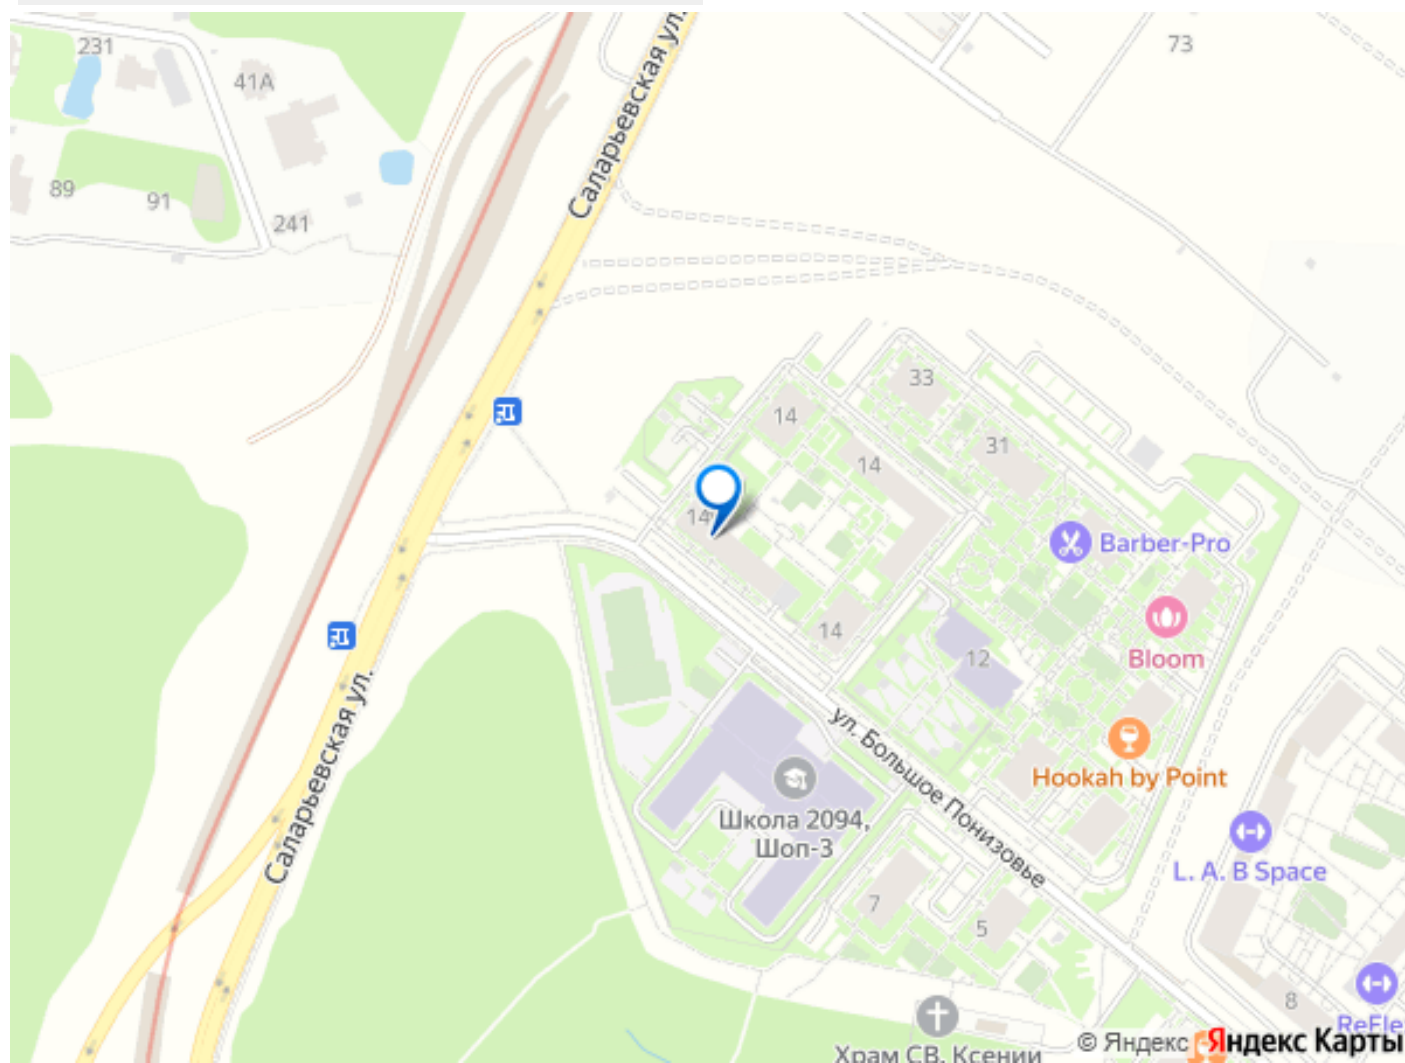 231
73
41А
Саларьевская ул.
89
91
241
33
14
31
14
14
Barber-Pro
14
12
Bloom
Саларьевская ул.
ул. Большое Понизовье
Hookah by Point
Школа 2094,
Шоп-3
L. A. B Space
7
5
8
ReFle
Храм СВ. Ксении
© Яндекс Яндекс Карты